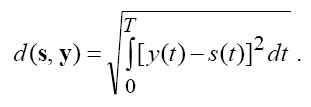 d(s, y) = √(∫₀ᵀ [y(t) – s(t)]² dt) .